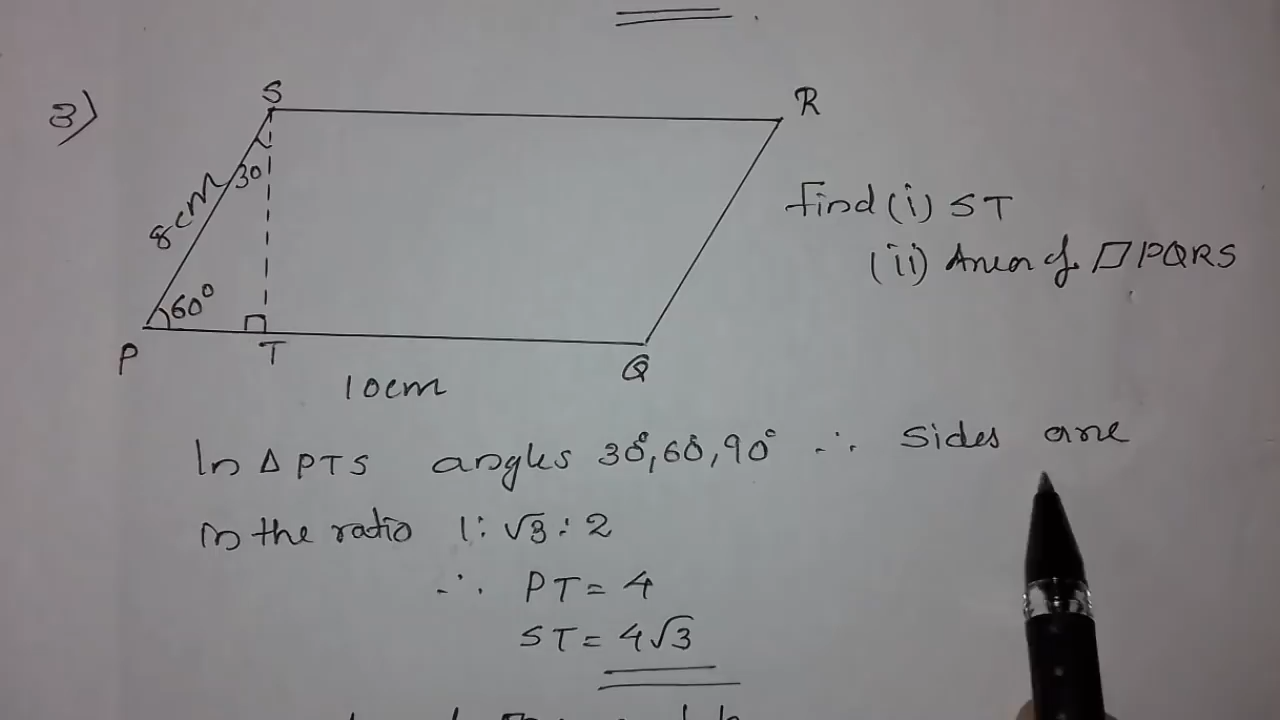 3)
S
R
30
8cm
60°
P
T
Q
10cm
find (i) ST
(ii) Area of ▱ PQRS
In △ PTS angles 30°, 60°, 90° ∴ sides are
in the ratio 1 : √3 : 2
∴ PT = 4
ST = 4√3